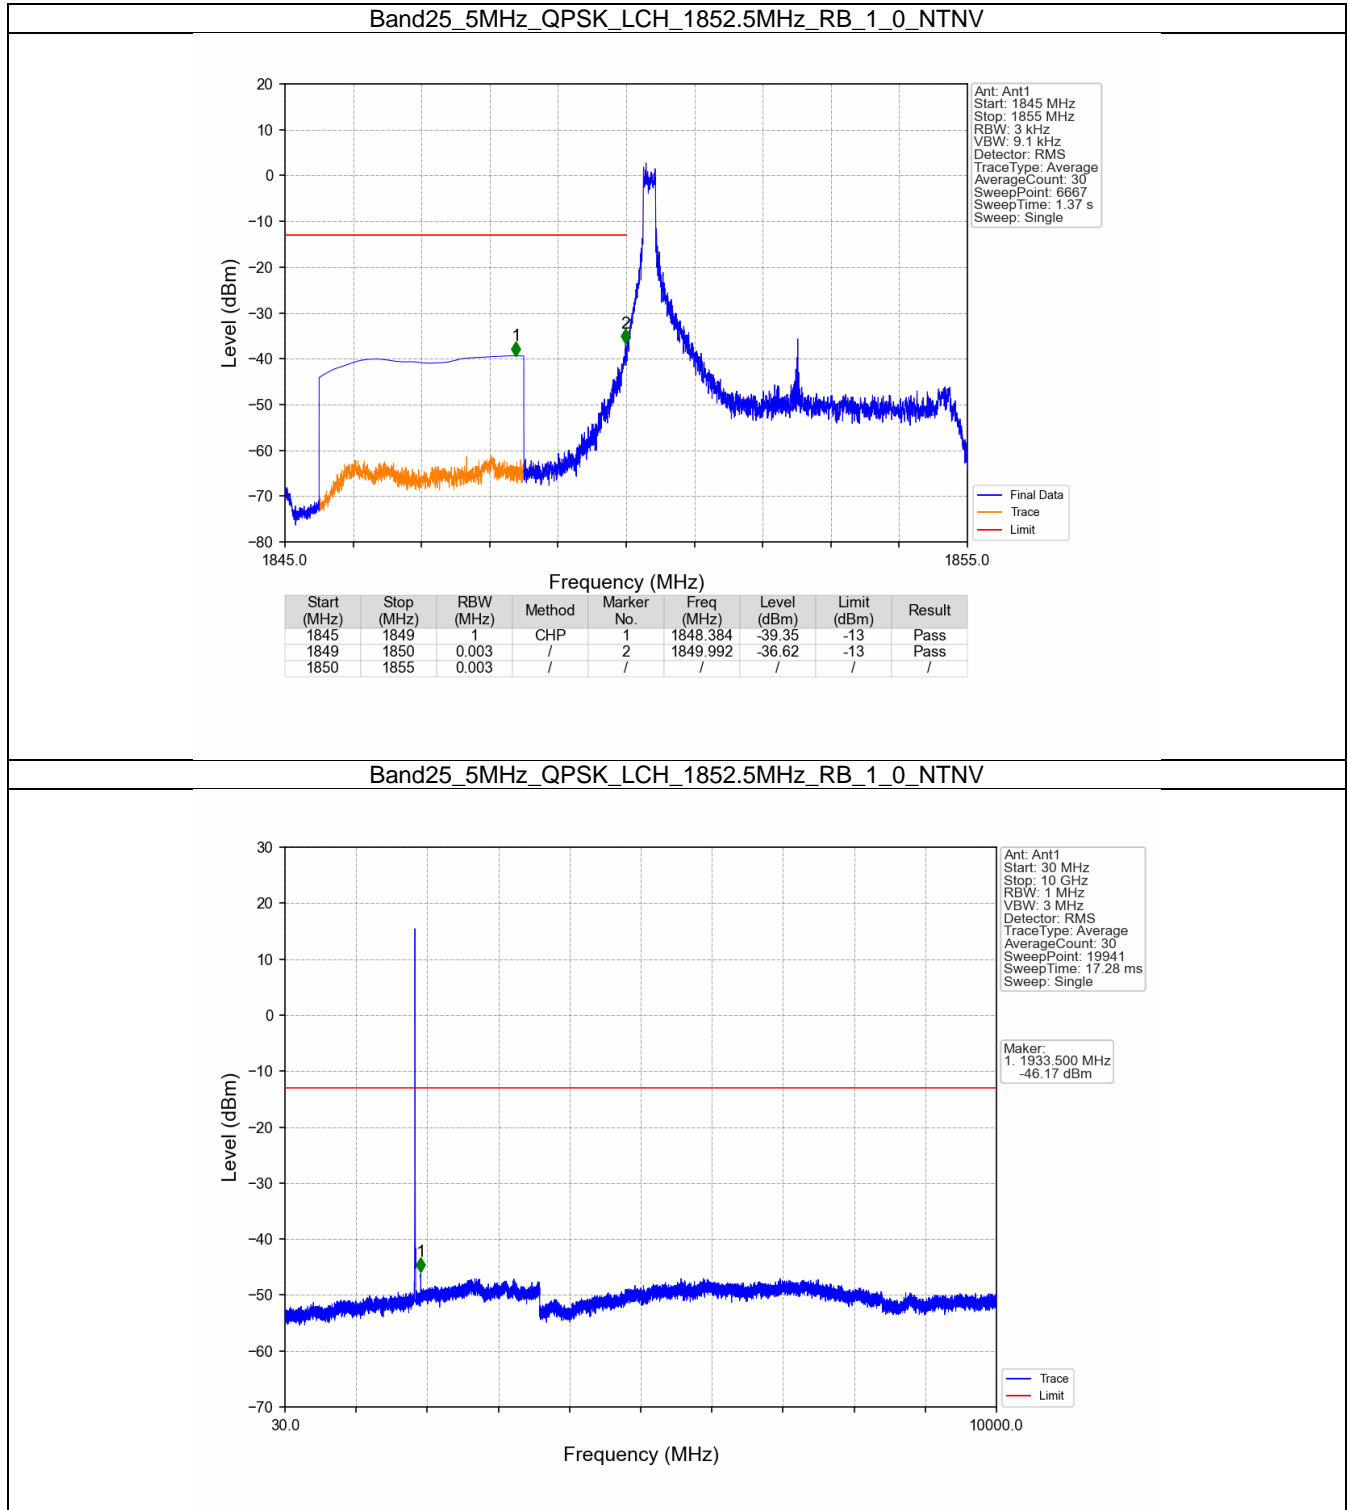 Band25_5MHz_QPSK_LCH_1852.5MHz_RB_1_0_NTNV
20
10
0
−10
−20
−30
−40
−50
−60
−70
−80
Level (dBm)
1
2
1845.0
1855.0
Frequency (MHz)
Ant: Ant1
Start: 1845 MHz
Stop: 1855 MHz
RBW: 3 kHz
VBW: 9.1 kHz
Detector: RMS
TraceType: Average
AverageCount: 30
SweepPoint: 6667
SweepTime: 1.37 s
Sweep: Single
Final Data
Trace
Limit
Start (MHz) Stop (MHz) RBW (MHz) Method Marker No. Freq (MHz) Level (dBm) Limit (dBm) Result
1845 1849 1 CHP 1 1848.384 -39.35 -13 Pass
1849 1850 0.003 / 2 1849.992 -36.62 -13 Pass
1850 1855 0.003 / / / / / /
Band25_5MHz_QPSK_LCH_1852.5MHz_RB_1_0_NTNV
30
20
10
0
−10
−20
−30
−40
−50
−60
−70
Level (dBm)
1
30.0
10000.0
Frequency (MHz)
Ant: Ant1
Start: 30 MHz
Stop: 10 GHz
RBW: 1 MHz
VBW: 3 MHz
Detector: RMS
TraceType: Average
AverageCount: 30
SweepPoint: 19941
SweepTime: 17.28 ms
Sweep: Single
Maker:
1. 1933.500 MHz
-46.17 dBm
Trace
Limit